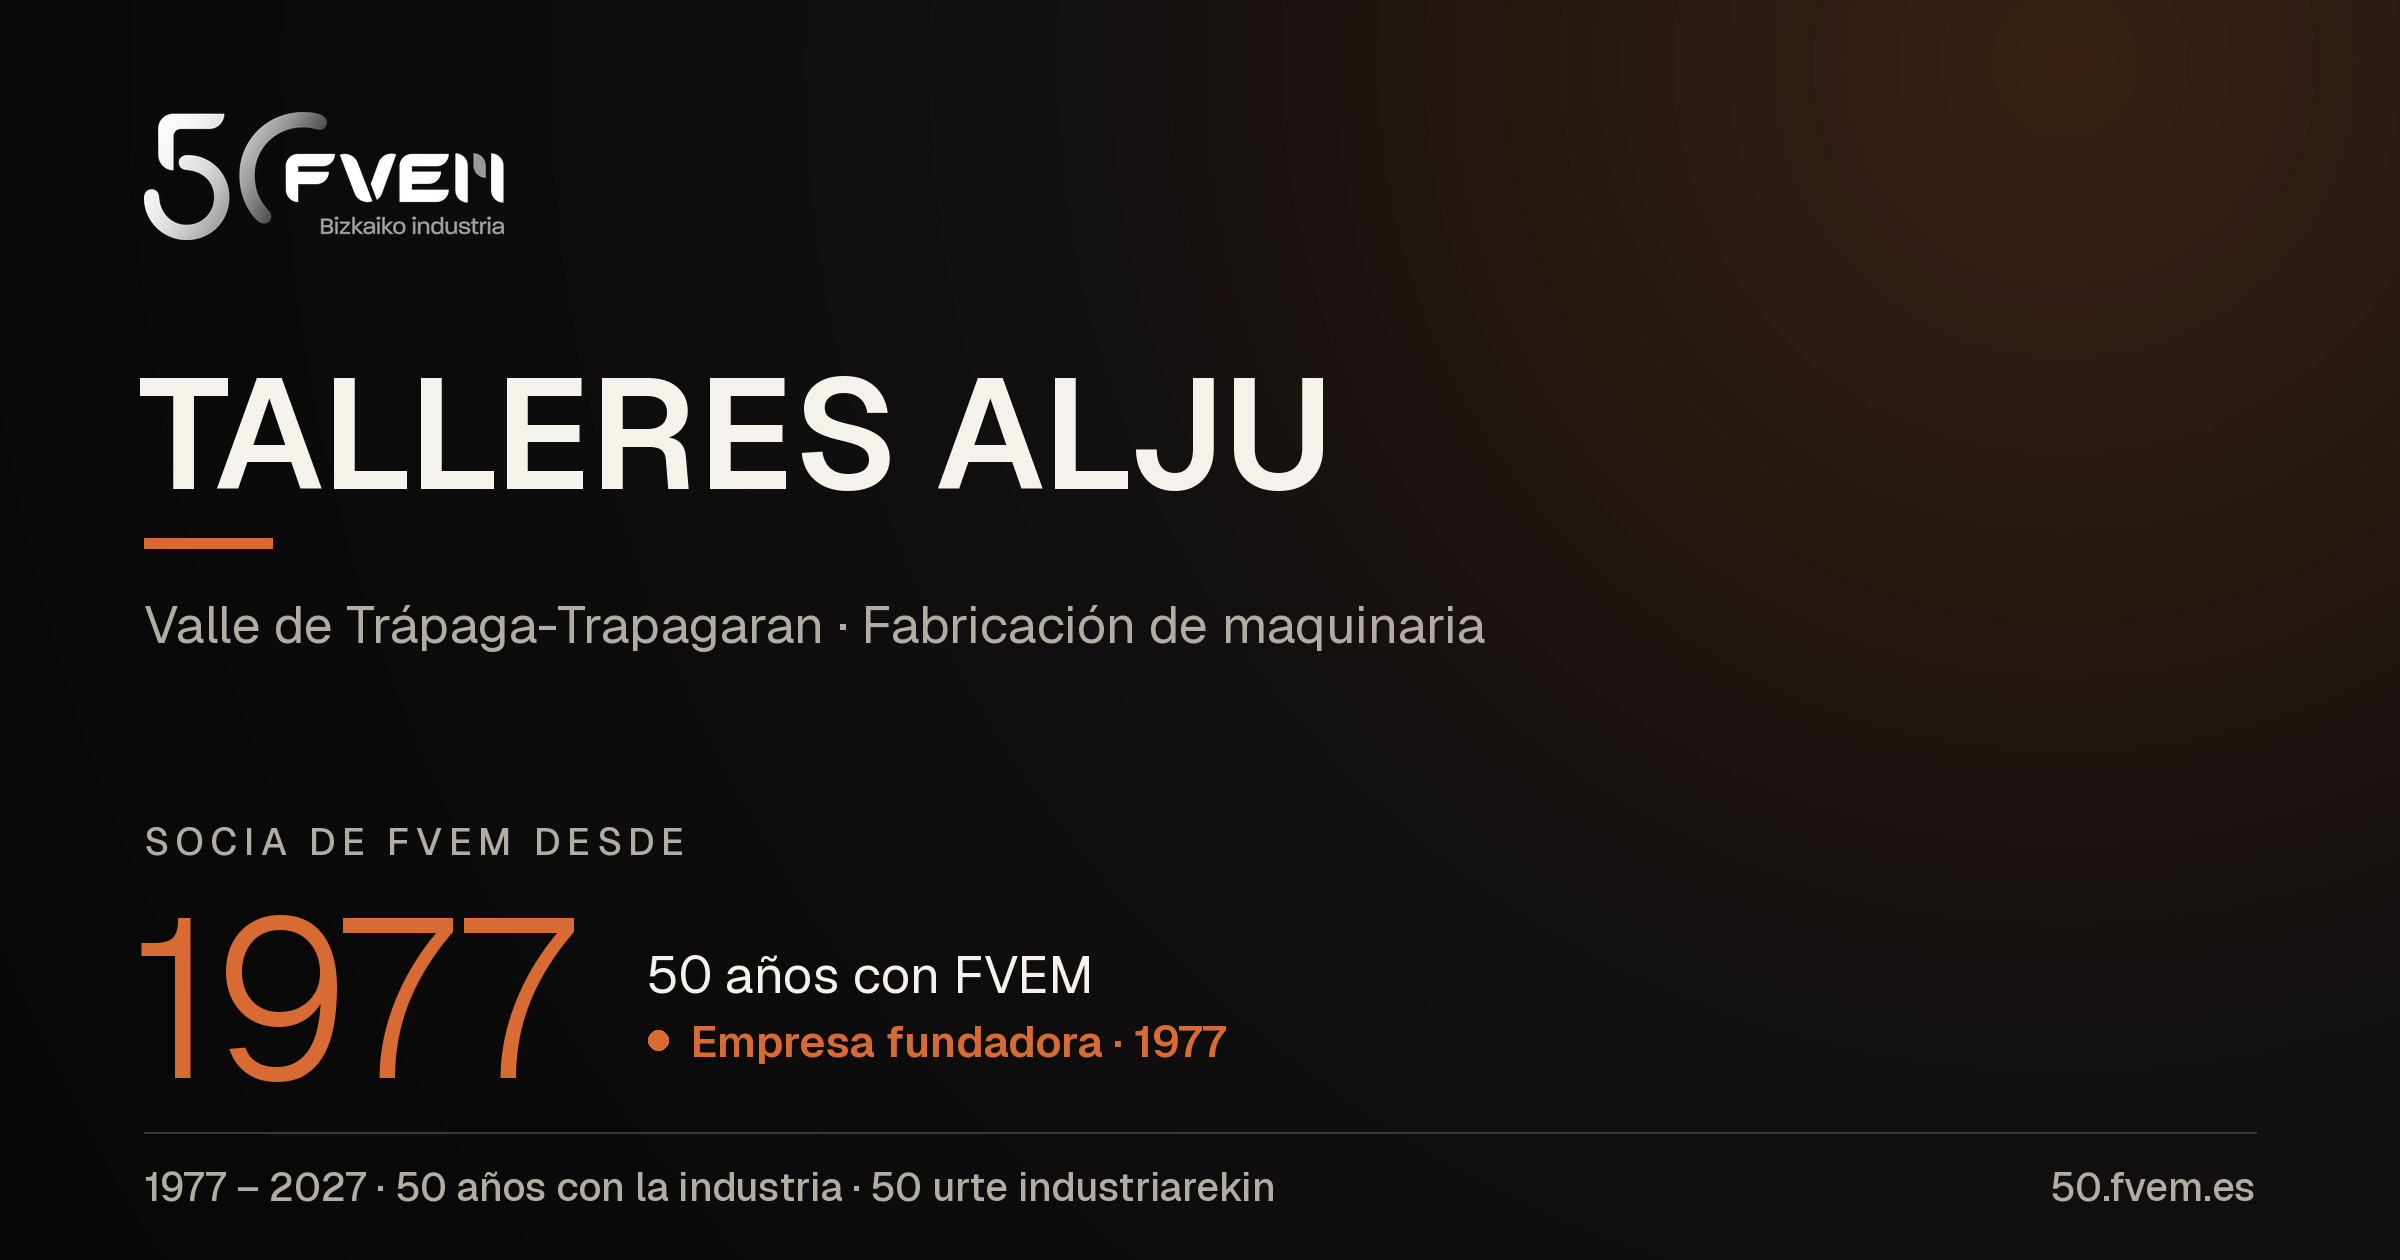 50 FVEM
Bizkaiko industria
TALLERES ALJU
Valle de Trápaga-Trapagaran · Fabricación de maquinaria
SOCIA DE FVEM DESDE
1977
50 años con FVEM
Empresa fundadora · 1977
1977 – 2027 · 50 años con la industria · 50 urte industriarekin
50.fvem.es